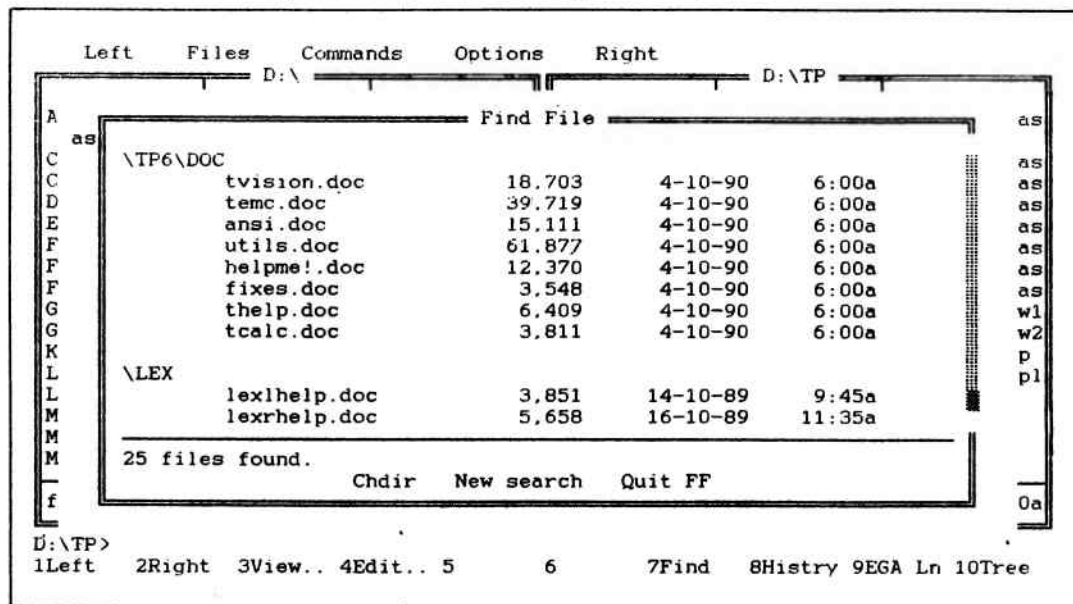 Left Files Commands Options Right
D:\ D:\TP
A Find File as
as
\TP6\DOC
C as
C tvision.doc 18,703 4-10-90 6:00a as
D temc.doc 39,719 4-10-90 6:00a as
E ansi.doc 15,111 4-10-90 6:00a as
F utils.doc 61,877 4-10-90 6:00a as
F helpme!.doc 12,370 4-10-90 6:00a as
F fixes.doc 3,548 4-10-90 6:00a as
G thelp.doc 6,409 4-10-90 6:00a w1
G tcalc.doc 3,811 4-10-90 6:00a w2
K p
L \LEX pl
L lexlhelp.doc 3,851 14-10-89 9:45a
M lexrhelp.doc 5,658 16-10-89 11:35a
M
M 25 files found.
Chdir New search Quit FF
f 0a
D:\TP>
1Left 2Right 3View.. 4Edit.. 5 6 7Find 8Histry 9EGA Ln 10Tree